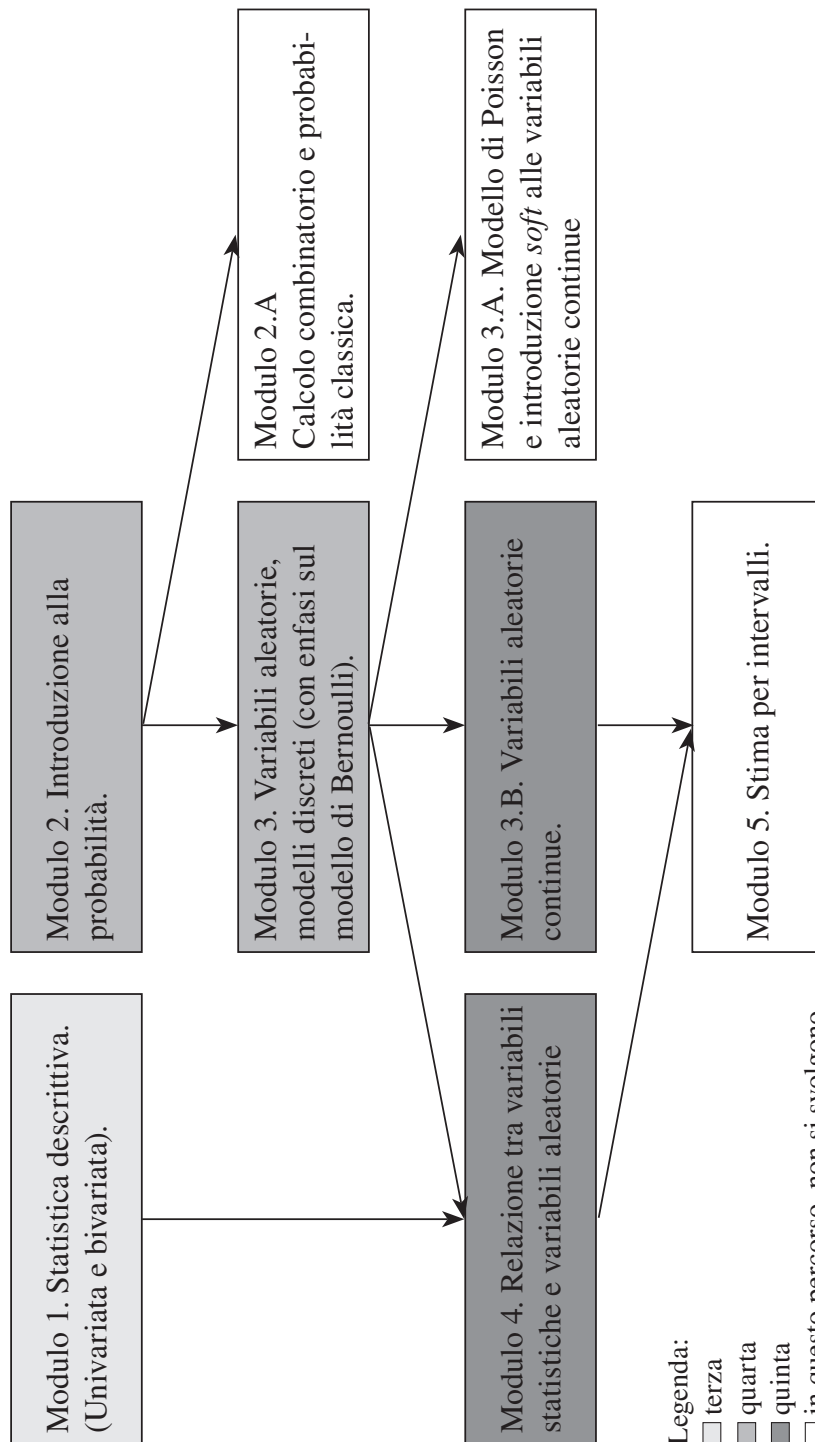 Modulo 1. Statistica descrittiva.
(Univariata e bivariata).
Modulo 2. Introduzione alla
probabilità.
Modulo 2.A
Calcolo combinatorio e probabi-
lità classica.
Modulo 3. Variabili aleatorie,
modelli discreti (con enfasi sul
modello di Bernoulli).
Modulo 4. Relazione tra variabili
statistiche e variabili aleatorie
Modulo 3.B. Variabili aleatorie
continue.
Modulo 3.A. Modello di Poisson
e introduzione soft alle variabili
aleatorie continue
Modulo 5. Stima per intervalli.
Legenda:
terza
quarta
quinta
in questo percorso, non si svolgono